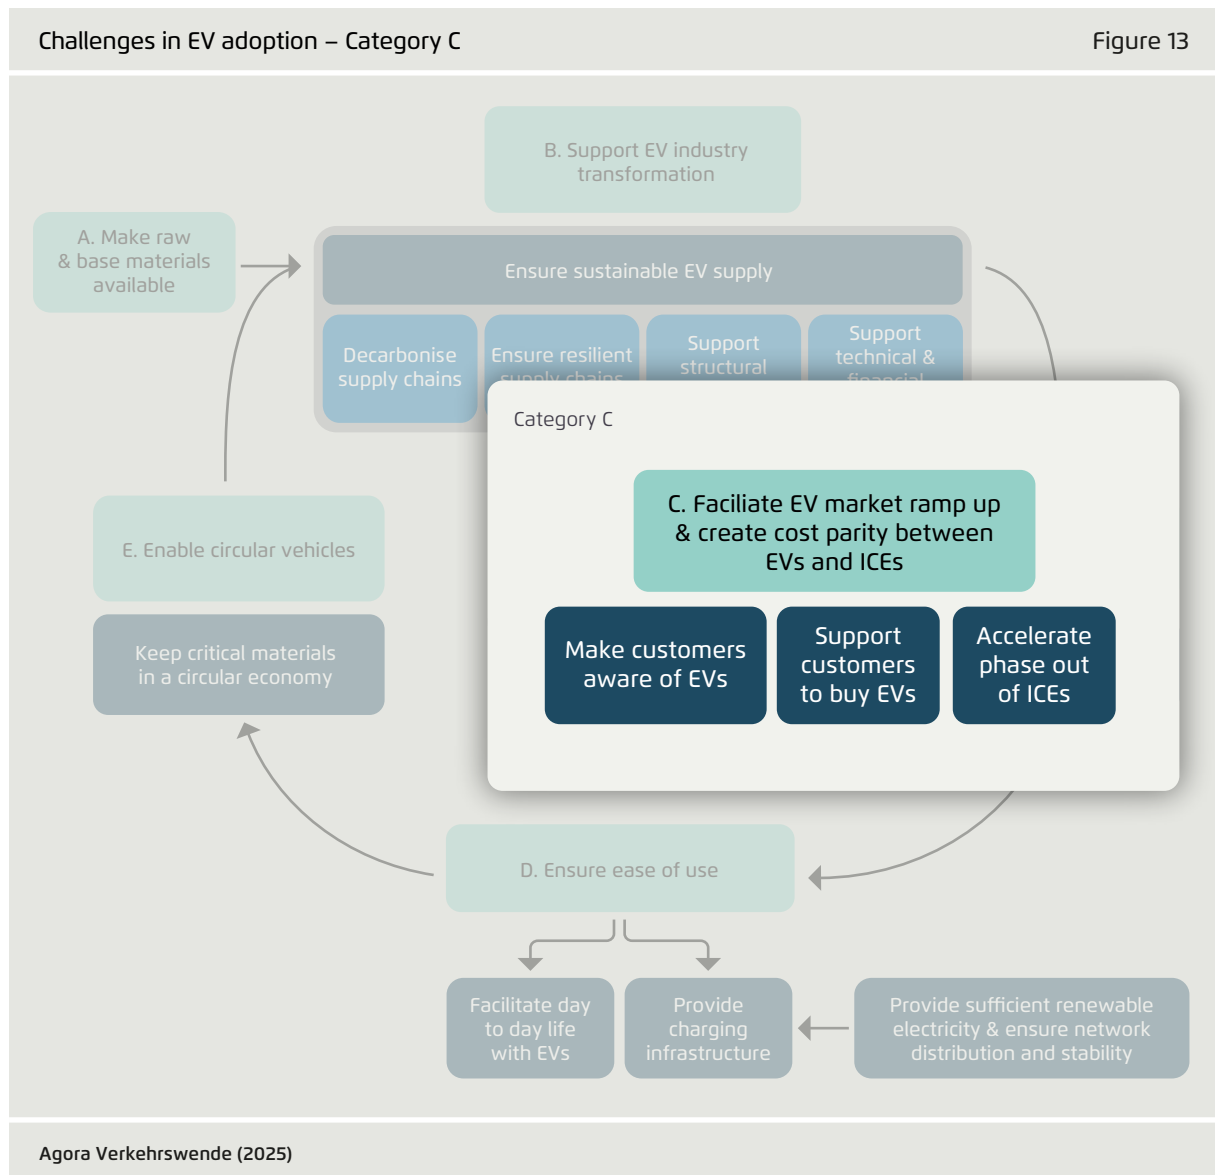 Challenges in EV adoption – Category C
Figure 13
B. Support EV industry
transformation
A. Make raw
& base materials
available
Ensure sustainable EV supply
Decarbonise
supply chains
Ensure resilient
supply chains
Support
structural
Support
technical &
financial
Category C
C. Faciliate EV market ramp up
& create cost parity between
EVs and ICEs
Make customers
aware of EVs
Support
customers
to buy EVs
Accelerate
phase out
of ICEs
E. Enable circular vehicles
Keep critical materials
in a circular economy
D. Ensure ease of use
Facilitate day
to day life
with EVs
Provide
charging
infrastructure
Provide sufficient renewable
electricity & ensure network
distribution and stability
Agora Verkehrswende (2025)